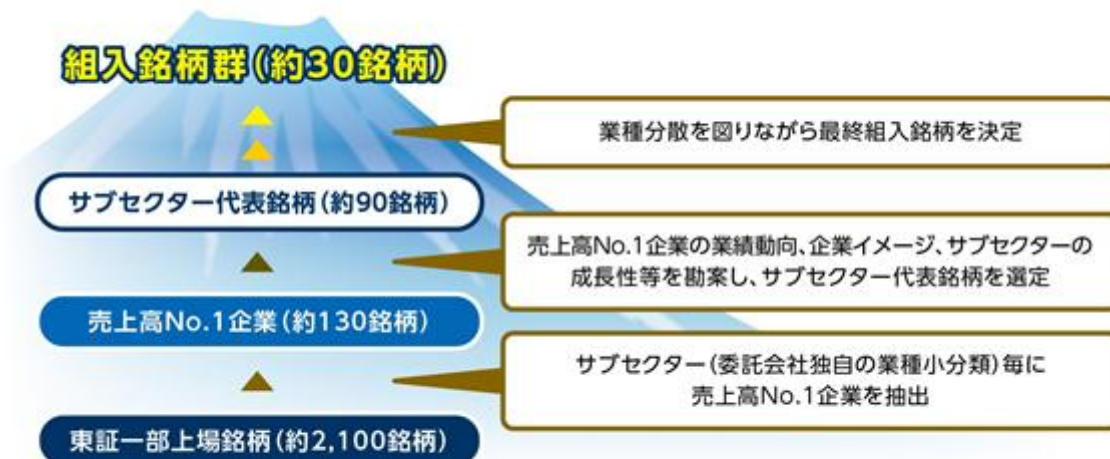 組入銘柄群(約30銘柄)
業種分散を図りながら最終組入銘柄を決定
サブセクター代表銘柄(約90銘柄)
売上高No.1企業の業績動向、企業イメージ、サブセクターの
成長性等を勘案し、サブセクター代表銘柄を選定
売上高No.1企業(約130銘柄)
サブセクター(委託会社独自の業種小分類)毎に
売上高No.1企業を抽出
東証一部上場銘柄(約2,100銘柄)